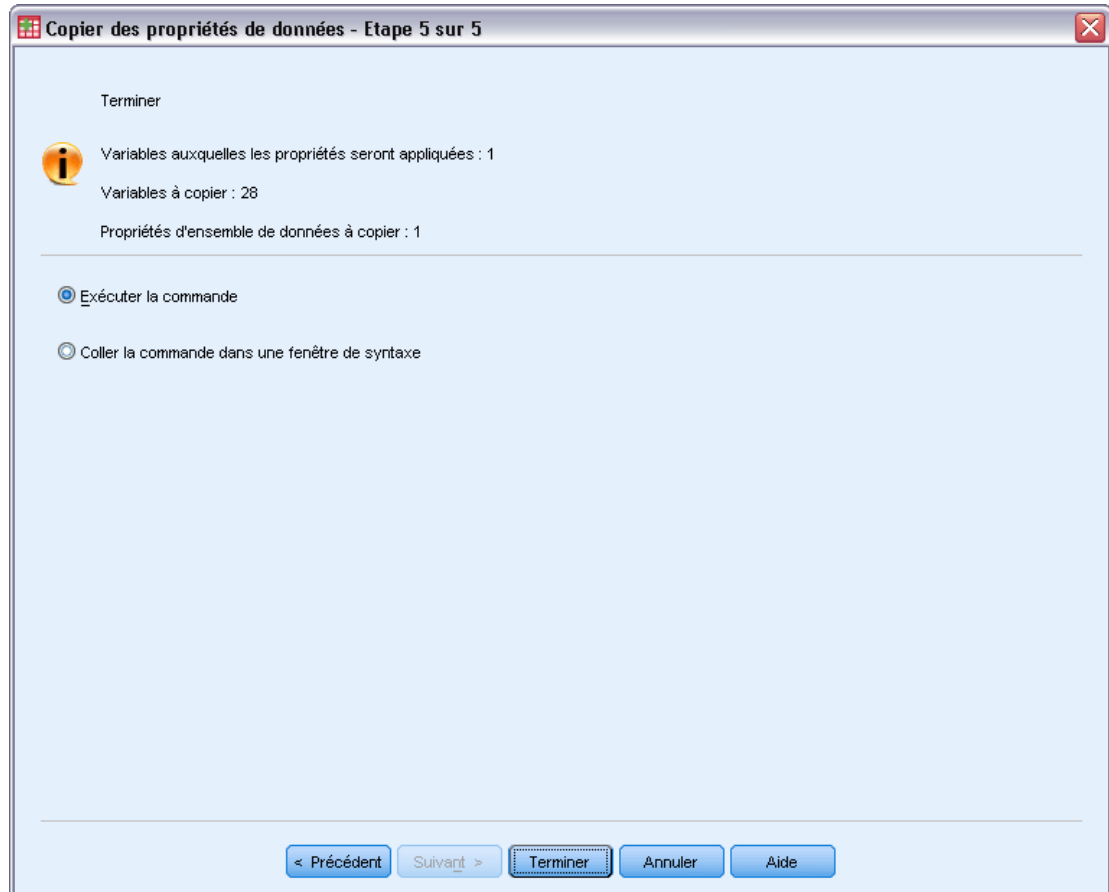 Copier des propriétés de données - Etape 5 sur 5
Terminer
Variables auxquelles les propriétés seront appliquées : 1
Variables à copier : 28
Propriétés d'ensemble de données à copier : 1
Exécuter la commande
Coller la commande dans une fenêtre de syntaxe
< Précédent Suivant > Terminer Annuler Aide